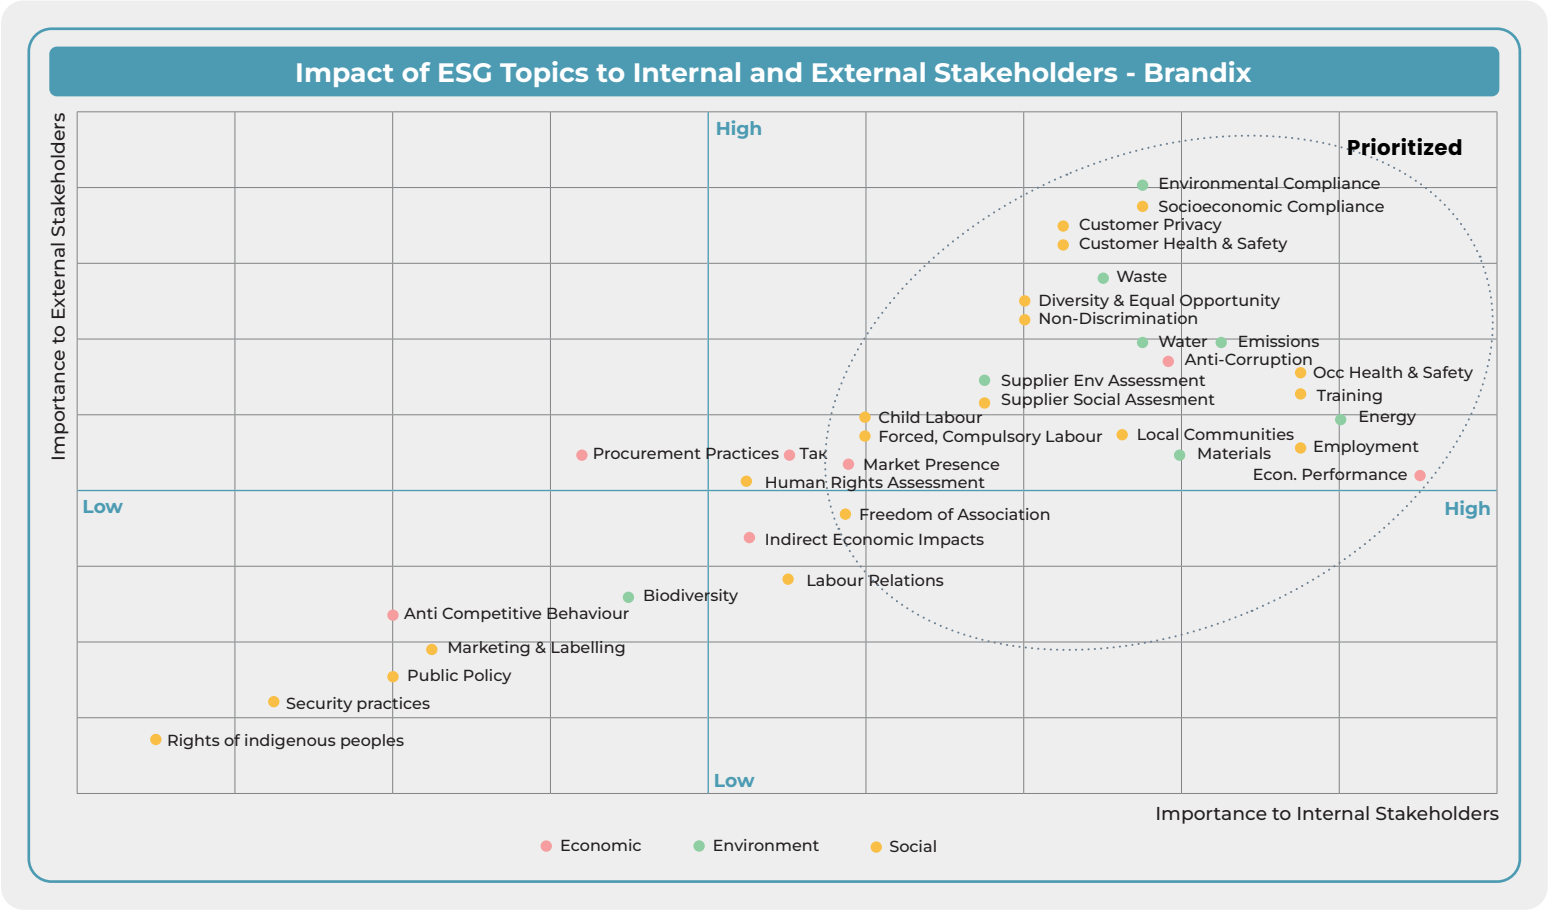 Impact of ESG Topics to Internal and External Stakeholders - Brandix
Importance to External Stakeholders
High
Prioritized
Environmental Compliance
Socioeconomic Compliance
Customer Privacy
Customer Health & Safety
Waste
Diversity & Equal Opportunity
Non-Discrimination
Water
Emissions
Anti-Corruption
Occ Health & Safety
Supplier Env Assessment
Training
Supplier Social Assesment
Child Labour
Energy
Forced, Compulsory Labour
Local Communities
Employment
Procurement Practices
Taк
Materials
Market Presence
Econ. Performance
Human Rights Assessment
Low
High
Freedom of Association
Indirect Economic Impacts
Labour Relations
Biodiversity
Anti Competitive Behaviour
Marketing & Labelling
Public Policy
Security practices
Rights of indigenous peoples
Low
Importance to Internal Stakeholders
Economic
Environment
Social